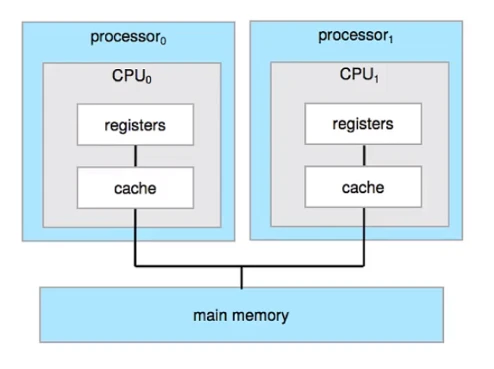 processor₀
CPU₀
registers
cache
processor₁
CPU₁
registers
cache
main memory